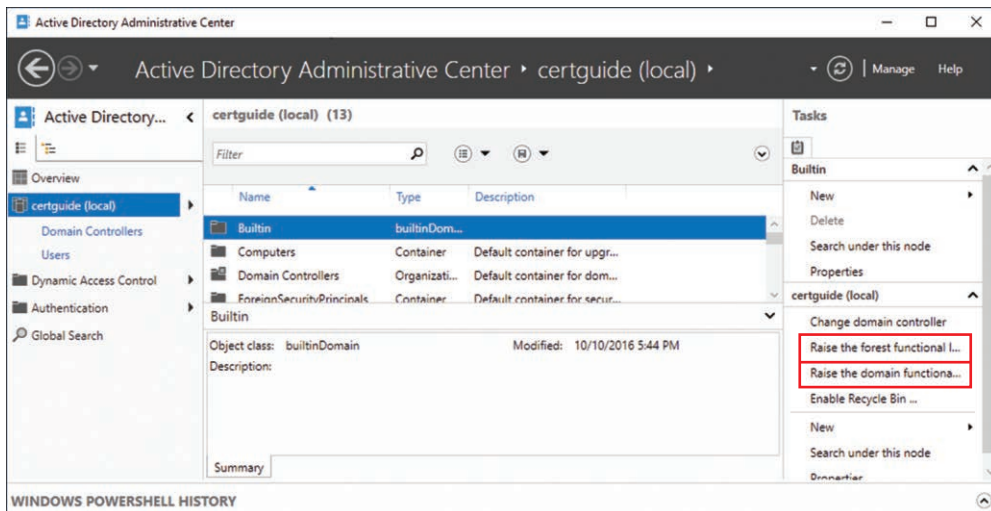 Active Directory Administrative Center
Active Directory Administrative Center • certguide (local) •
Manage
Help
Active Directory...
Overview
certguide (local)
Domain Controllers
Users
Dynamic Access Control
Authentication
Global Search
certguide (local) (13)
Filter
Name Type Description
Builtin builtinDom...
Computers Container Default container for upgr...
Domain Controllers Organizati... Default container for dom...
ForeignSecurityPrincipals Container Default container for secur...
Builtin
Object class: builtinDomain Modified: 10/10/2016 5:44 PM
Description:
Summary
Tasks
Builtin
New
Delete
Search under this node
Properties
certguide (local)
Change domain controller
Raise the forest functional l...
Raise the domain functiona...
Enable Recycle Bin ...
New
Search under this node
Properties
WINDOWS POWERSHELL HISTORY